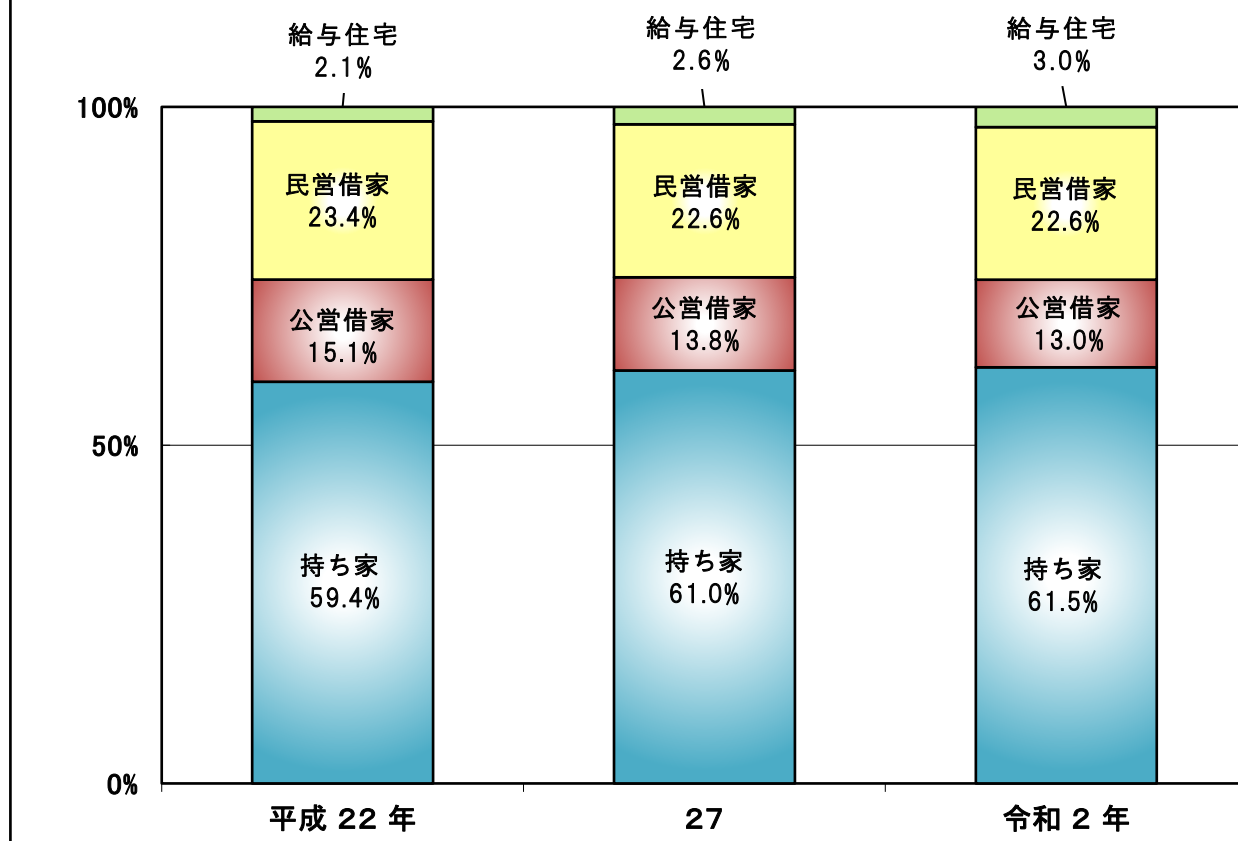 給与住宅
2.1%
給与住宅
2.6%
給与住宅
3.0%
100%
民営借家
23.4%
民営借家
22.6%
民営借家
22.6%
公営借家
15.1%
公営借家
13.8%
公営借家
13.0%
50%
持ち家
59.4%
持ち家
61.0%
持ち家
61.5%
0%
平成 22 年
27
令和 2 年